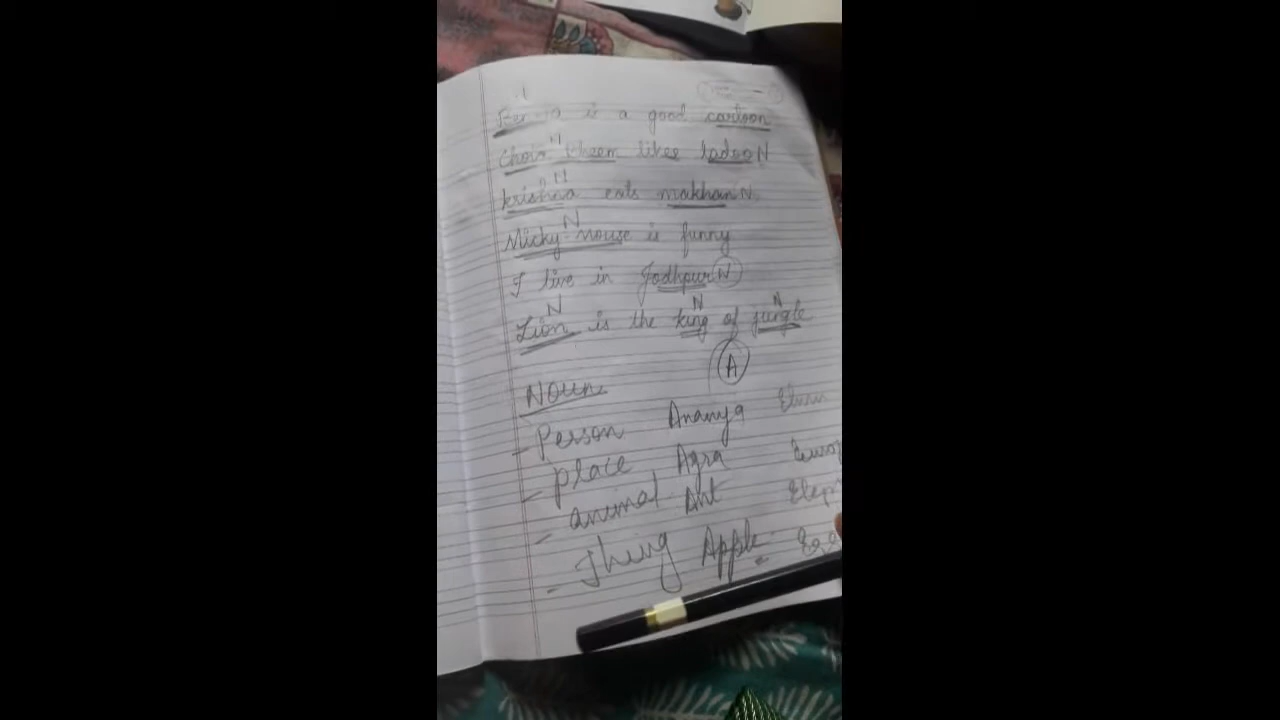 N
is a good cartoon
N
Chota Bheem likes ladoo N
N
krishna eats makhan N
N
Micky-Mouse is funny
I live in Jodhpur N
N N N
Lion is the king of jungle
A
Noun
- Person Ananya
- Place Agra
- animal Ant
- Thing Apple